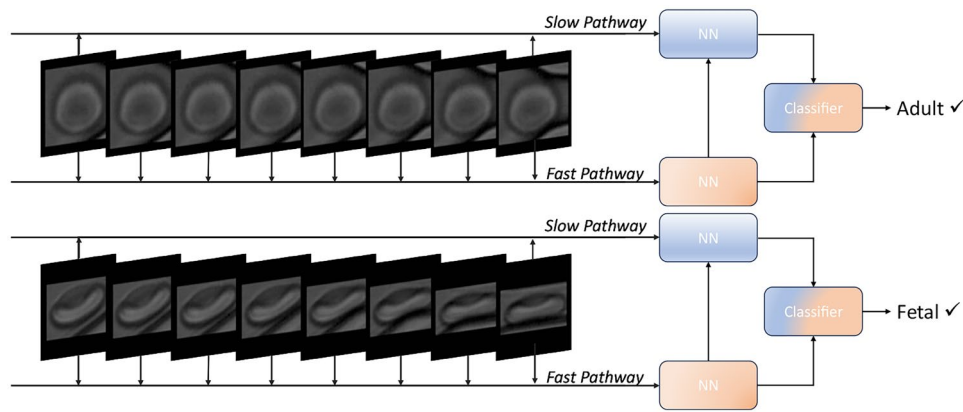 Slow Pathway
NN
Classifier
Adult ✓
Fast Pathway
NN
Slow Pathway
NN
Classifier
Fetal ✓
Fast Pathway
NN